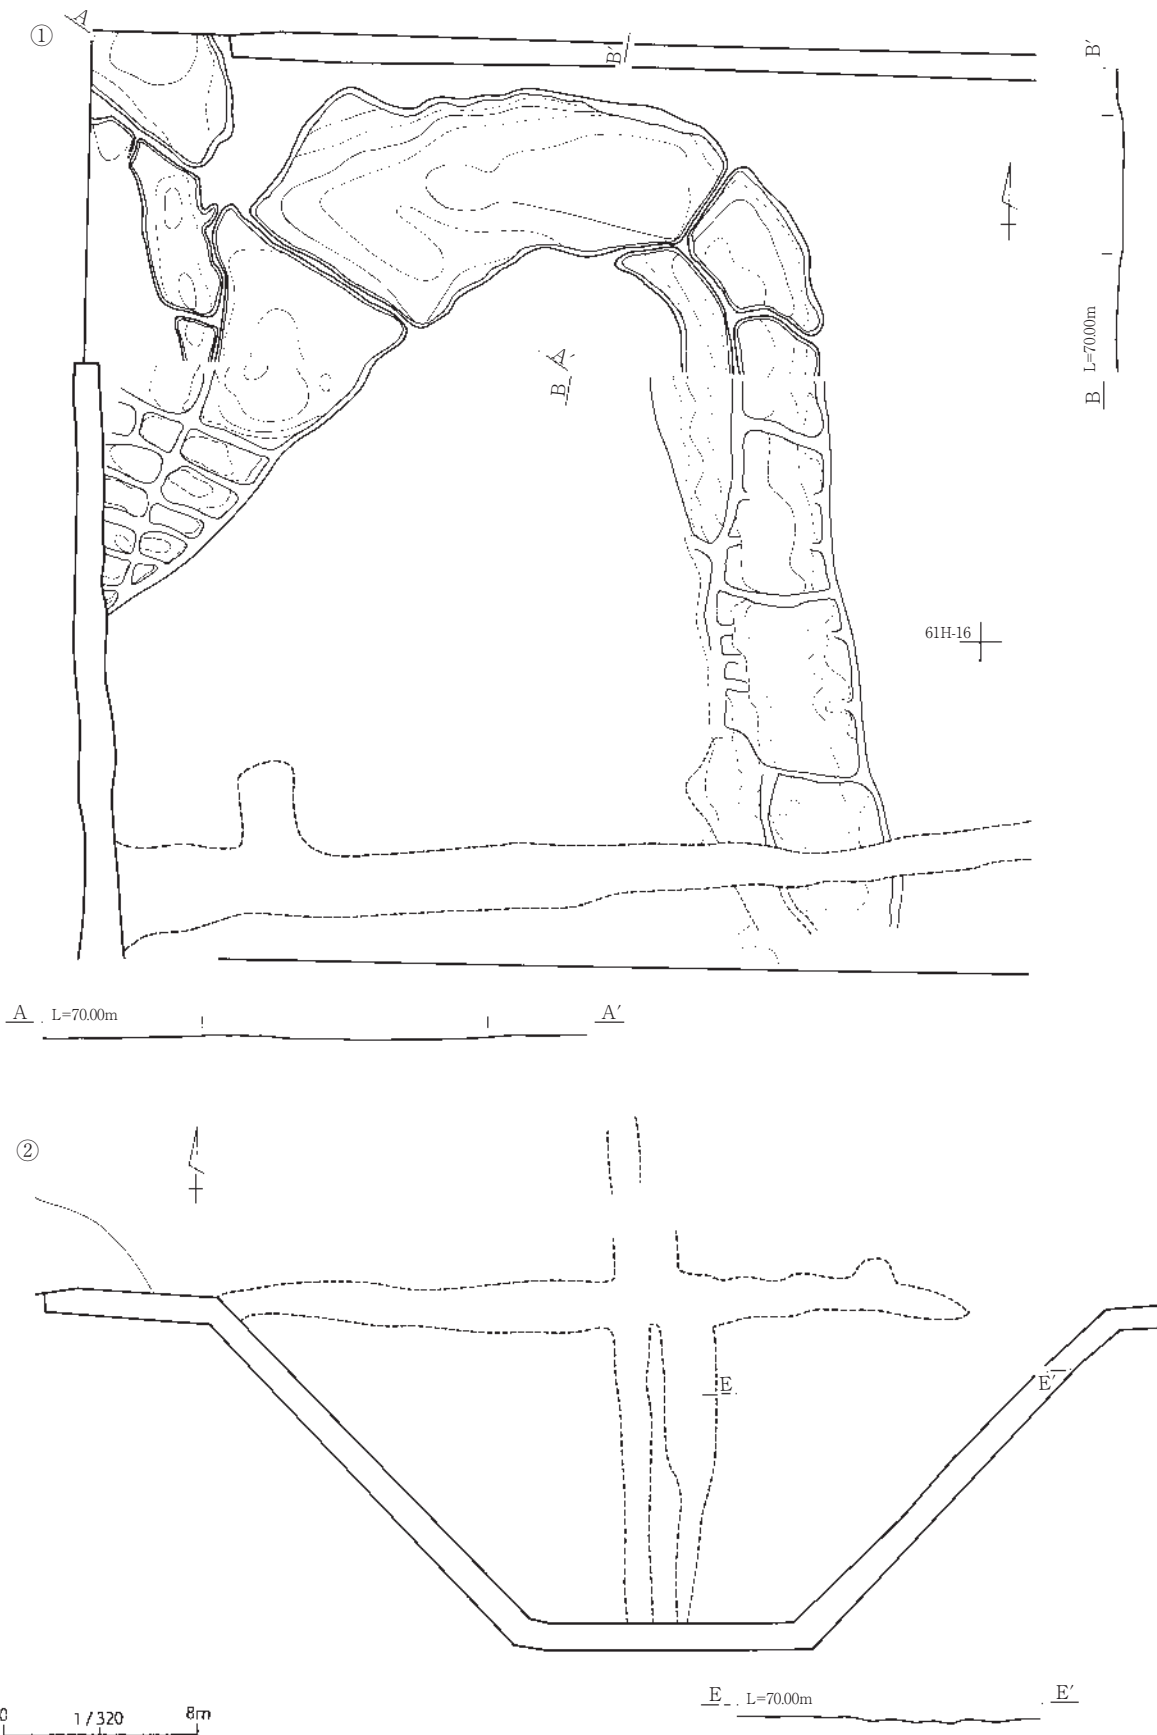 ①
A
B′
B′
L=70.00m
B
A′
B
61H-16
A L=70.00m A′
②
E
E′
E L=70.00m E′
0 1/320 8m